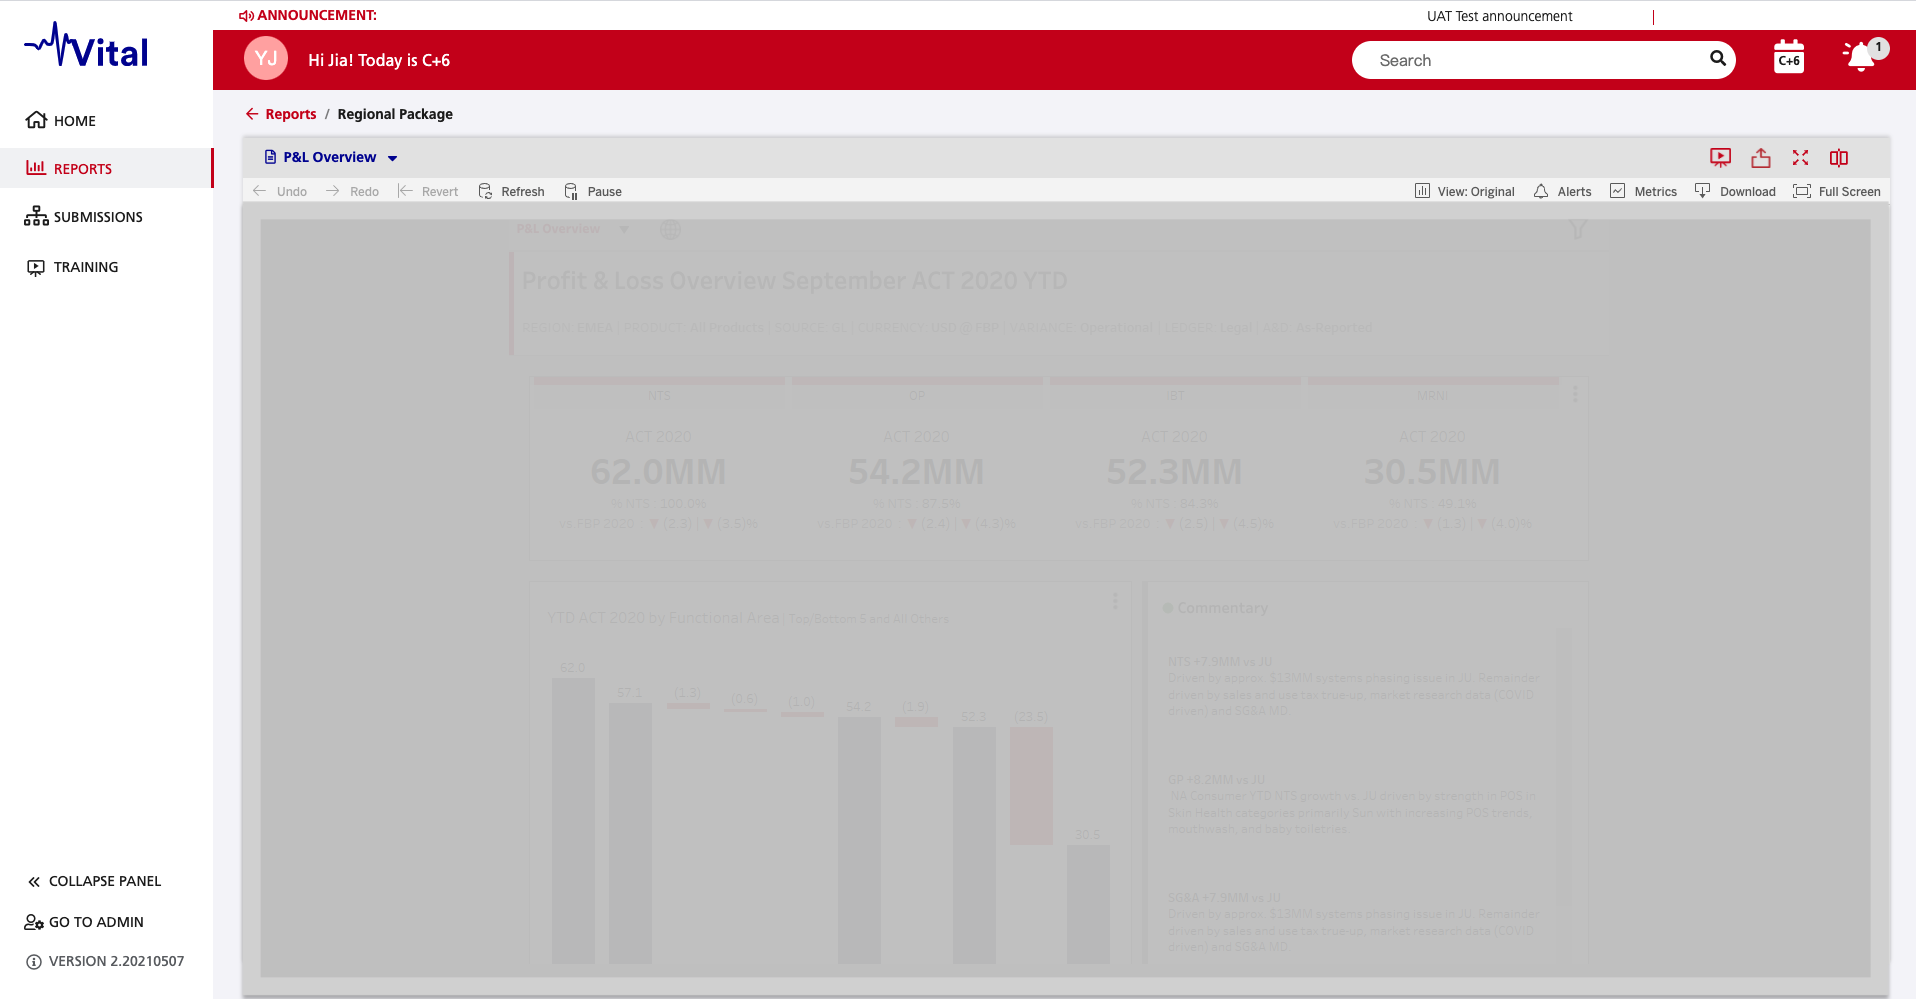 ANNOUNCEMENT:
UAT Test announcement
|
Vital
YJ
Hi Jia! Today is C+6
Search
C+6
1
HOME
REPORTS
SUBMISSIONS
TRAINING
Reports / Regional Package
P&L Overview
Undo
Redo
Revert
Refresh
Pause
View: Original
Alerts
Metrics
Download
Full Screen
P&L Overview
Profit & Loss Overview September ACT 2020 YTD
REGION: EMEA | PRODUCT: All Products | SOURCE: GL | CURRENCY: USD @ FBP | VARIANCE: Operational | LEDGER: Legal | A&D: As Reported
NTS
GP
IBT
MRNI
ACT 2020
ACT 2020
ACT 2020
ACT 2020
62.0MM
54.2MM
52.3MM
30.5MM
% NTS : 100.0%
% NTS : 87.5%
% NTS : 84.3%
% NTS : 49.1%
vs FBP 2020 ▼ (2.3) | ▼ (3.5)%
vs FBP 2020 ▼ (2.4) | ▼ (4.3)%
vs FBP 2020 ▼ (2.5) | ▼ (4.5)%
vs FBP 2020 ▼ (1.3) | ▼ (4.0)%
YTD ACT 2020 by Functional Area | Top/Bottom 5 and All Others
62.0
57.1
(1.3)
(0.6)
(1.0)
54.2
(1.9)
52.3
(23.5)
30.5
Commentary
NTS +7.9MM vs JU
Driven by approx. $13MM systems phasing issue in JU. Remainder
driven by sales and use tax true-up, market research data (COVID
driven) and SG&A MD
GP +8.2MM vs JU
NA Consumer YTD NTS growth vs. JU driven by strength in POS in
Skin Health categories primarily Sun with increasing POS trends,
mouthwash, and baby toiletries.
SG&A +7.9MM vs JU
Driven by approx. $13MM systems phasing issue in JU. Remainder
driven by sales and use tax true-up, market research data (COVID
driven) and SG&A MD
COLLAPSE PANEL
GO TO ADMIN
VERSION 2.20210507